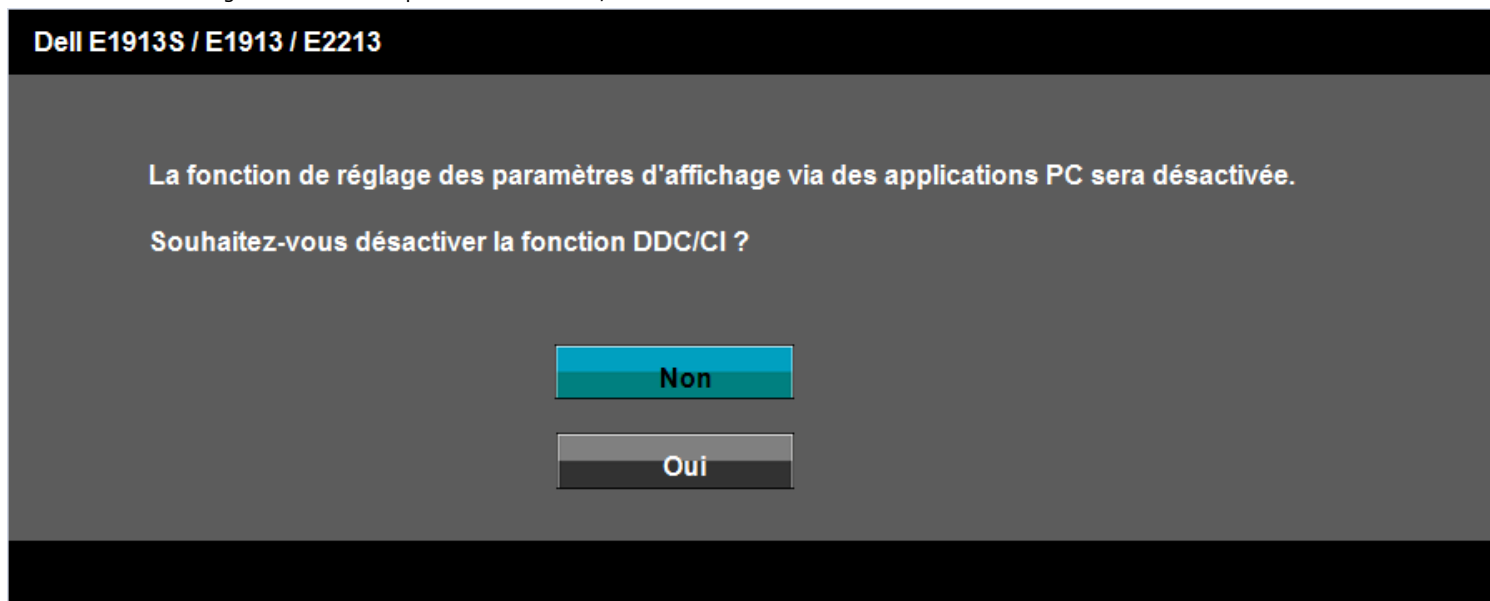 Dell E1913S / E1913 / E2213
La fonction de réglage des paramètres d'affichage via des applications PC sera désactivée.
Souhaitez-vous désactiver la fonction DDC/CI ?
Non
Oui